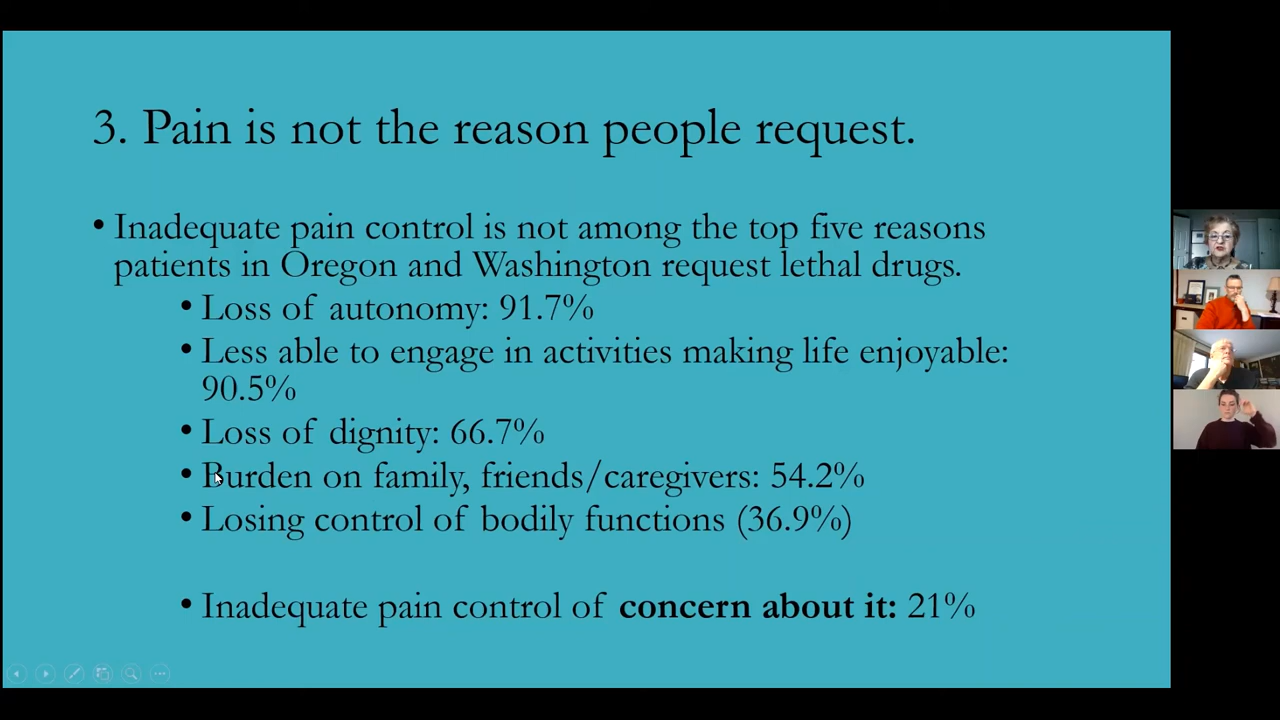 3. Pain is not the reason people request.
• Inadequate pain control is not among the top five reasons
patients in Oregon and Washington request lethal drugs.
• Loss of autonomy: 91.7%
• Less able to engage in activities making life enjoyable:
90.5%
• Loss of dignity: 66.7%
• Burden on family, friends/caregivers: 54.2%
• Losing control of bodily functions (36.9%)
• Inadequate pain control of concern about it: 21%